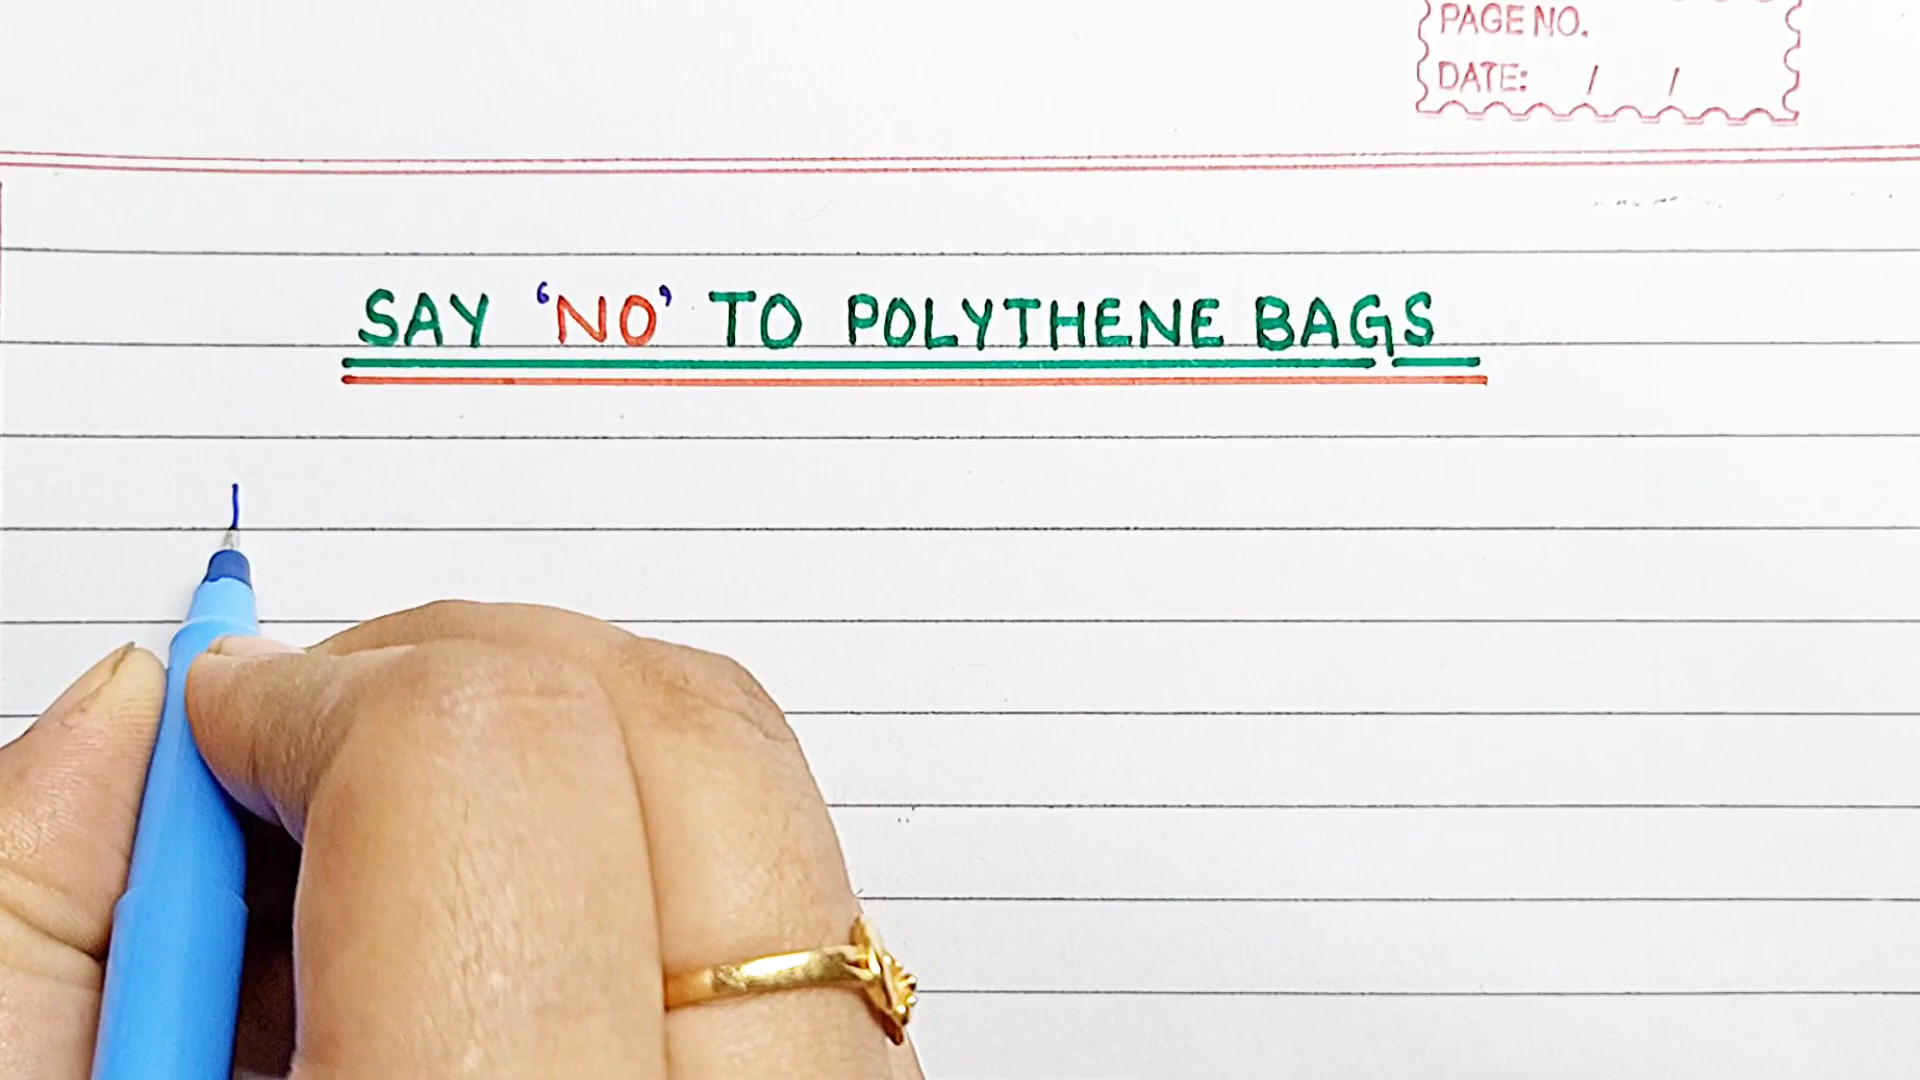 PAGE NO.
DATE: / /
SAY ‘NO’ TO POLYTHENE BAGS